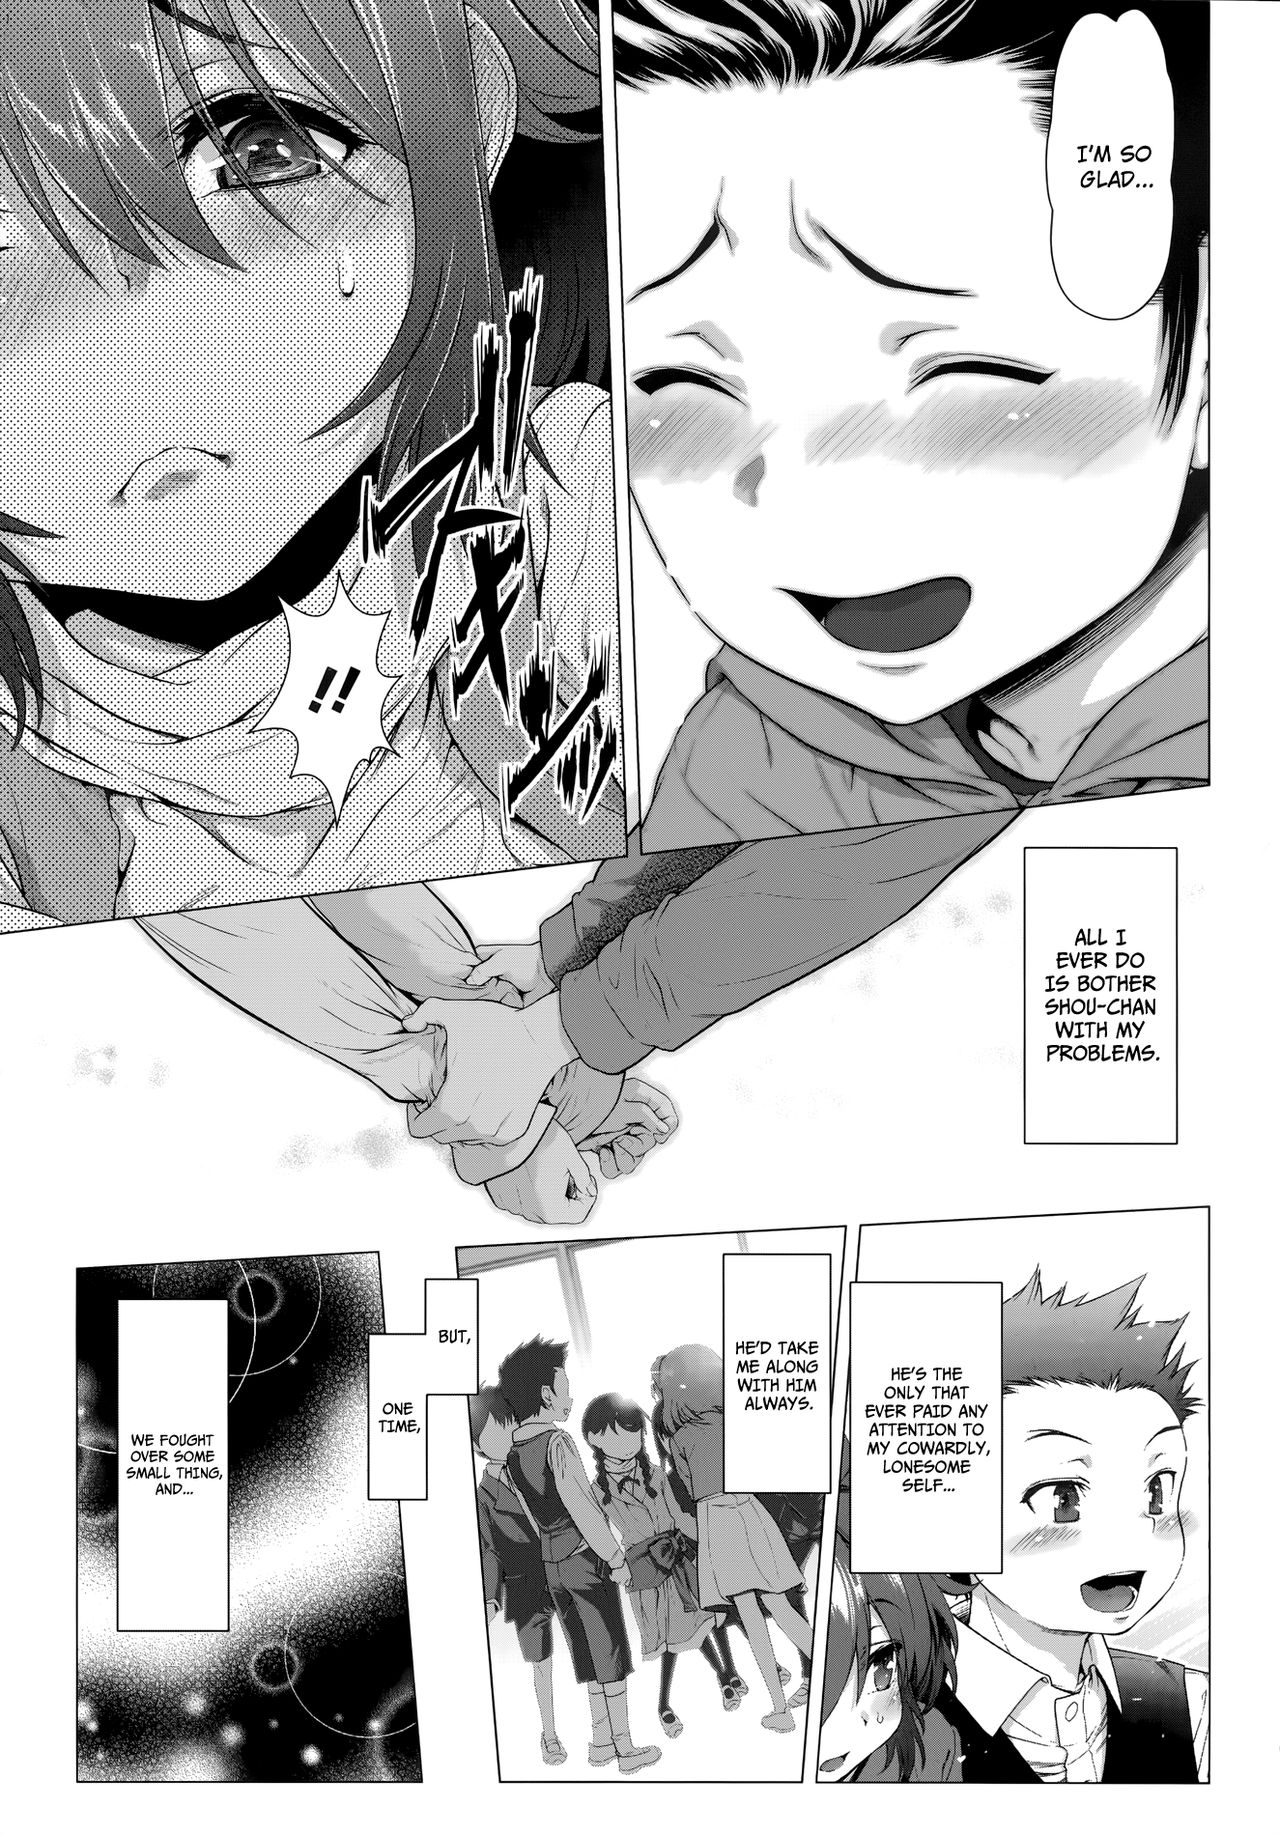 I'M SO
GLAD...
!!
ALL I
EVER DO
IS BOTHER
SHOU-CHAN
WITH MY
PROBLEMS.
HE'S THE
ONLY THAT
EVER PAID ANY
ATTENTION TO
MY COWARDLY,
LONESOME
SELF...
HE'D TAKE
ME ALONG
WITH HIM
ALWAYS.
BUT,
ONE
TIME,
WE FOUGHT
OVER SOME
SMALL THING,
AND...